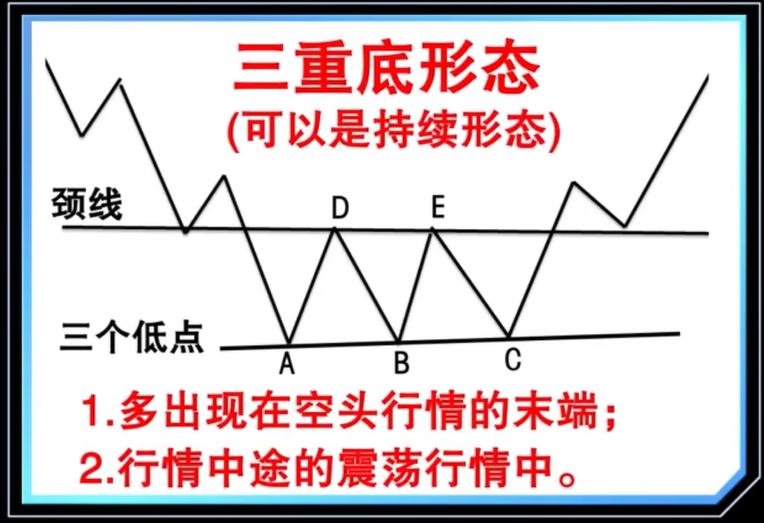 三重底形态
(可以是持续形态)
颈线
D
E
三个低点
A
B
C
1.多出现在空头行情的末端；
2.行情中途的震荡行情中。